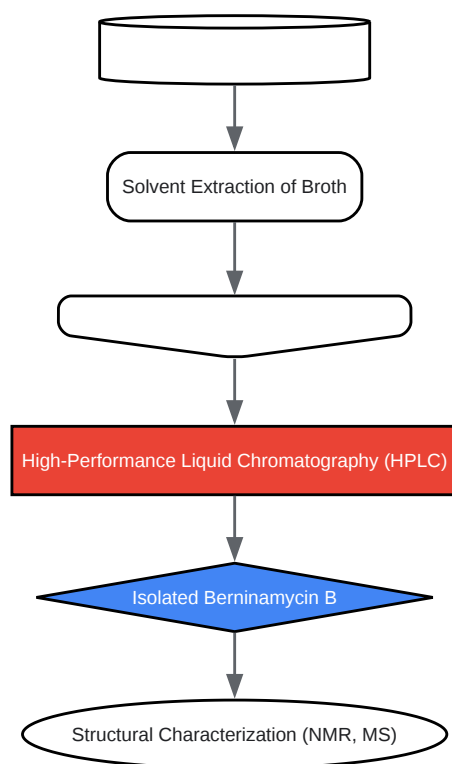 Solvent Extraction of Broth
High-Performance Liquid Chromatography (HPLC)
Isolated Berninamycin B
Structural Characterization (NMR, MS)